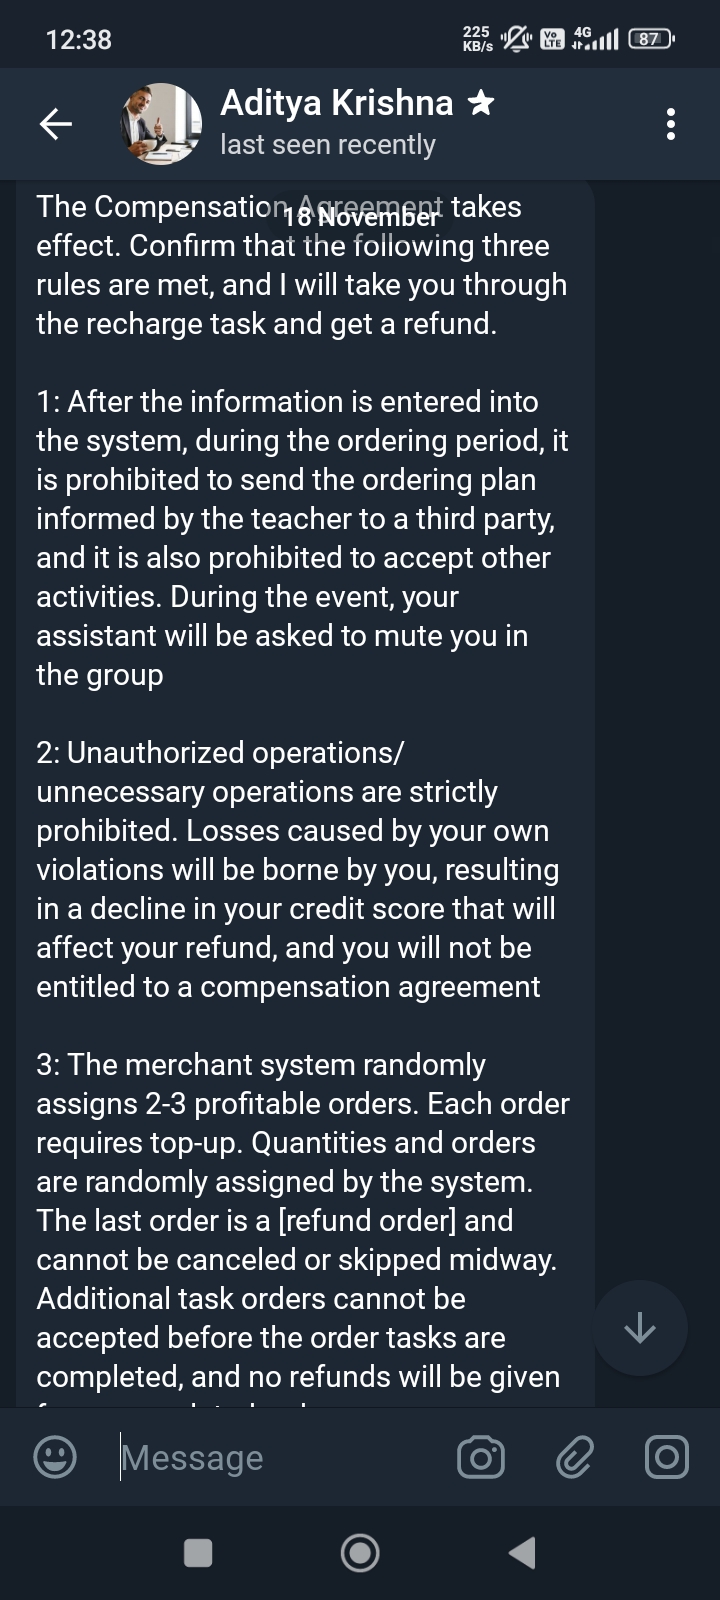 12:38
225
KB/s
Vo
LTE
4G
87
Aditya Krishna
last seen recently
18 November
The Compensation Agreement takes
effect. Confirm that the following three
rules are met, and I will take you through
the recharge task and get a refund.
1: After the information is entered into
the system, during the ordering period, it
is prohibited to send the ordering plan
informed by the teacher to a third party,
and it is also prohibited to accept other
activities. During the event, your
assistant will be asked to mute you in
the group
2: Unauthorized operations/
unnecessary operations are strictly
prohibited. Losses caused by your own
violations will be borne by you, resulting
in a decline in your credit score that will
affect your refund, and you will not be
entitled to a compensation agreement
3: The merchant system randomly
assigns 2-3 profitable orders. Each order
requires top-up. Quantities and orders
are randomly assigned by the system.
The last order is a [refund order] and
cannot be canceled or skipped midway.
Additional task orders cannot be
accepted before the order tasks are
completed, and no refunds will be given
Message